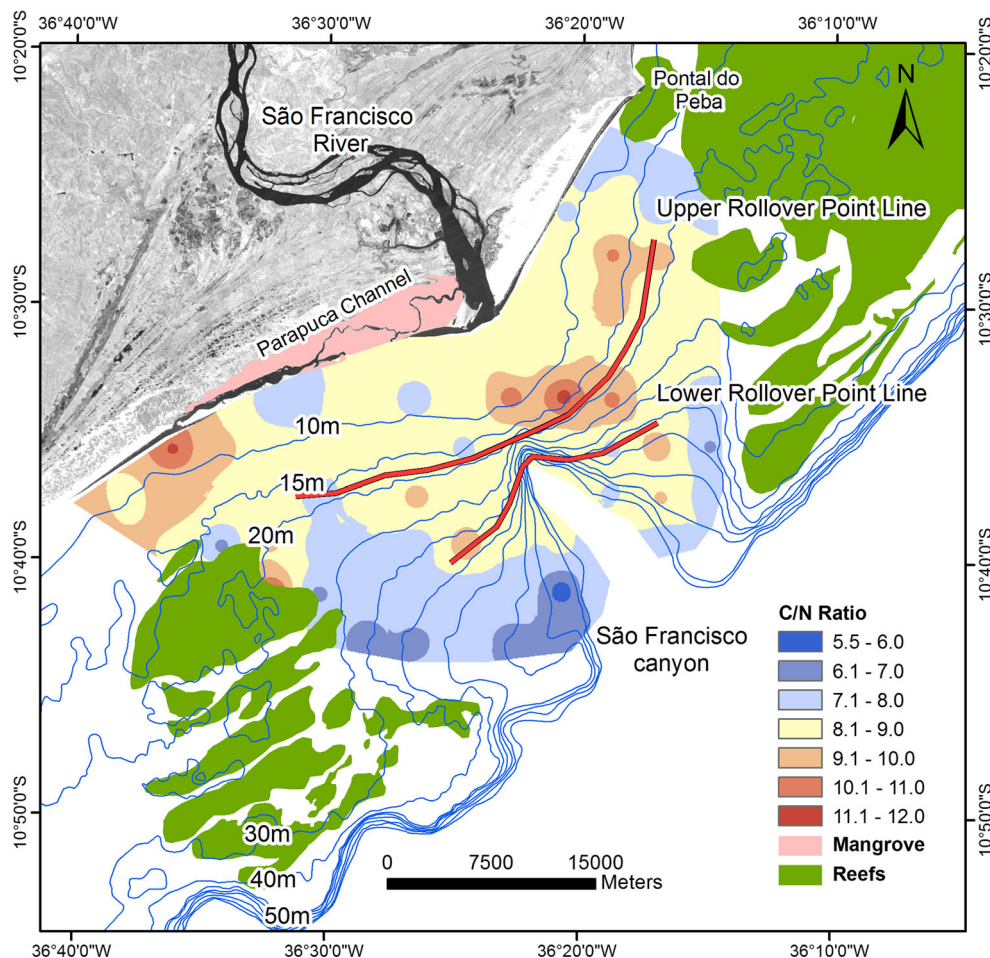 36°40'0"W
36°30'0"W
36°20'0"W
36°10'0"W
10°20'0"S
10°20'0"S
Pontal do
Peba
N
São Francisco
River
Upper Rollover Point Line
10°30'0"S
10°30'0"S
Parapuca Channel
Lower Rollover Point Line
10m
15m
20m
10°40'0"S
10°40'0"S
São Francisco
canyon
C/N Ratio
5.5 - 6.0
6.1 - 7.0
7.1 - 8.0
8.1 - 9.0
9.1 - 10.0
10.1 - 11.0
11.1 - 12.0
Mangrove
Reefs
10°50'0"S
10°50'0"S
30m
40m
50m
0 7500 15000
Meters
36°40'0"W
36°30'0"W
36°20'0"W
36°10'0"W